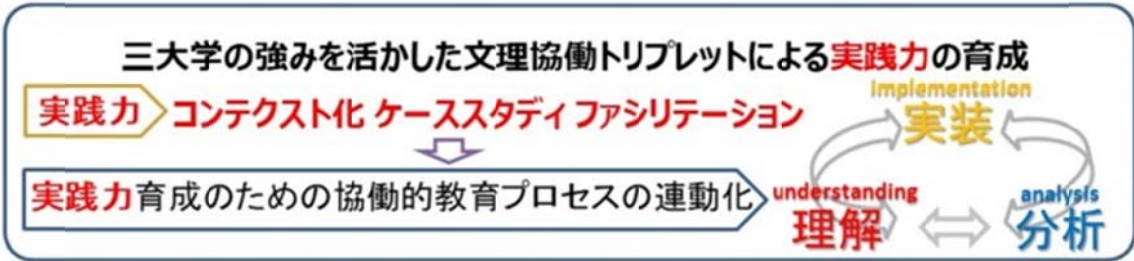 三大学の強みを活かした文理協働トリプレットによる実践力の育成
実践力 コンテクスト化 ケーススタディ ファシリテーション
implementation
実装
実践力育成のための協働的教育プロセスの連動化
understanding
理解
analysis
分析